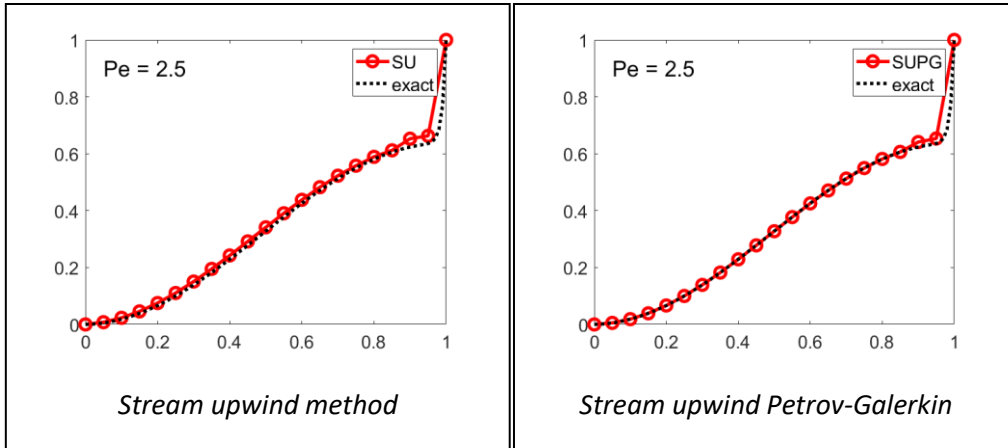 1
0.8
0.6
0.4
0.2
0
0 0.2 0.4 0.6 0.8 1
Pe = 2.5
SU
exact
Stream upwind method
1
0.8
0.6
0.4
0.2
0
0 0.2 0.4 0.6 0.8 1
Pe = 2.5
SUPG
exact
Stream upwind Petrov-Galerkin